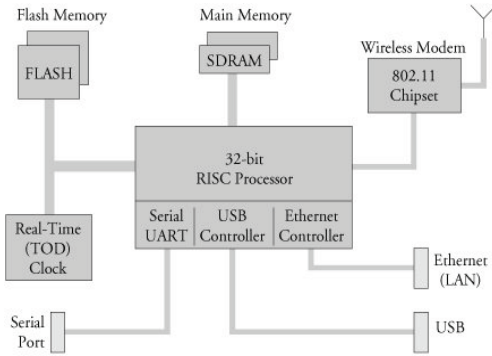 Flash Memory
FLASH
Main Memory
SDRAM
Wireless Modem
802.11
Chipset
32-bit
RISC Processor
Serial
UART
USB
Controller
Ethernet
Controller
Real-Time
(TOD)
Clock
Ethernet
(LAN)
Serial
Port
USB